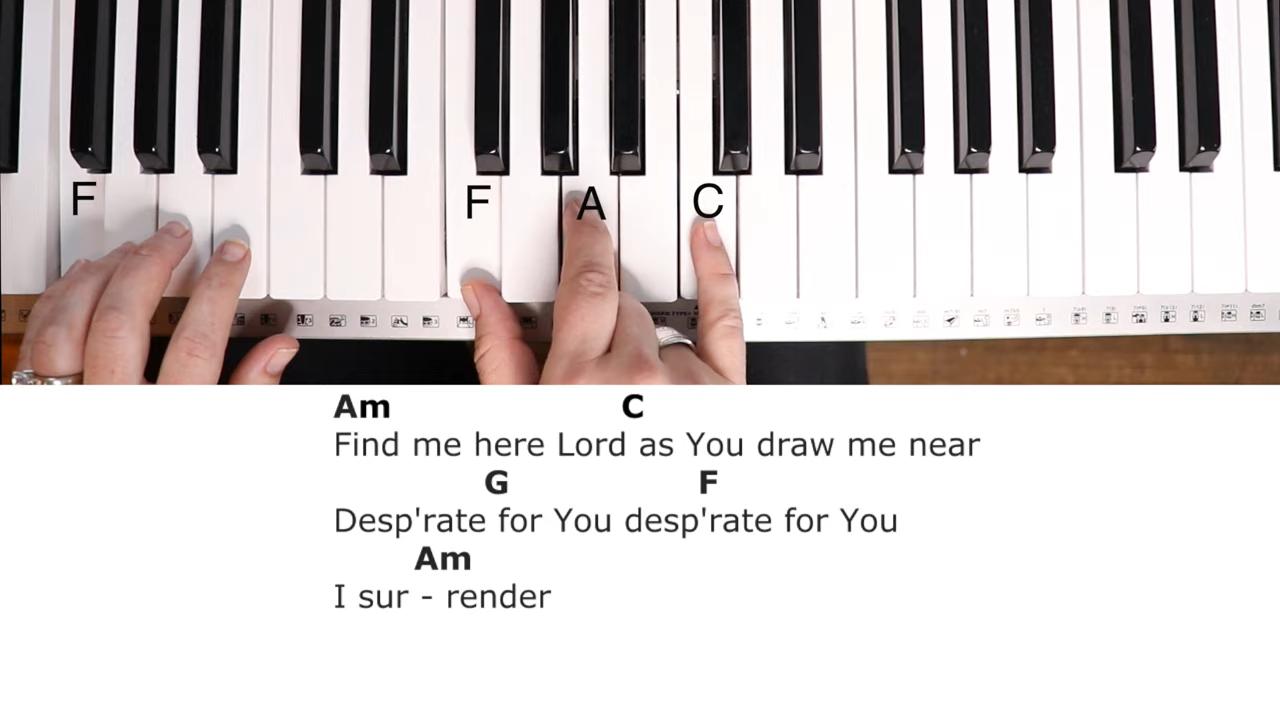 F F A C
Am C
Find me here Lord as You draw me near
G F
Desp'rate for You desp'rate for You
Am
I sur - render